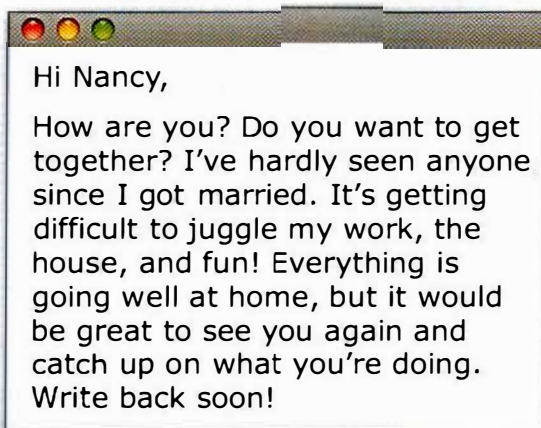 Hi Nancy,
How are you? Do you want to get
together? I've hardly seen anyone
since I got married. It's getting
difficult to juggle my work, the
house, and fun! Everything is
going well at home, but it would
be great to see you again and
catch up on what you're doing.
Write back soon!